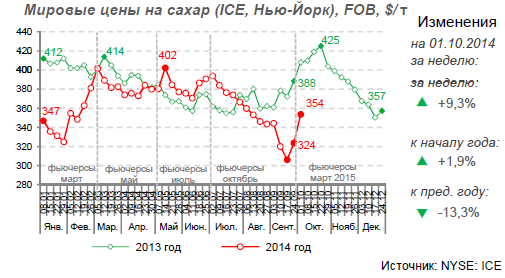 Мировые цены на сахар (ICE, Нью-Йорк), FOB, $/т
Изменения
на 01.10.2014
за неделю:
за неделю:
+9,3%
к началу года:
+1,9%
к пред. году:
-13,3%
440
420
400
380
360
340
320
300
412
347
414
402
425
388
354
324
357
фьючерсы март
фьючерсы май
фьючерсы июль
фьючерсы октябрь
фьючерсы март 2015
Янв. Фев. Мар. Апр. Май Июнь. Июль. Авг. Сент. Окт. Нояб. Дек.
2013 год
2014 год
Источник: NYSE: ICE